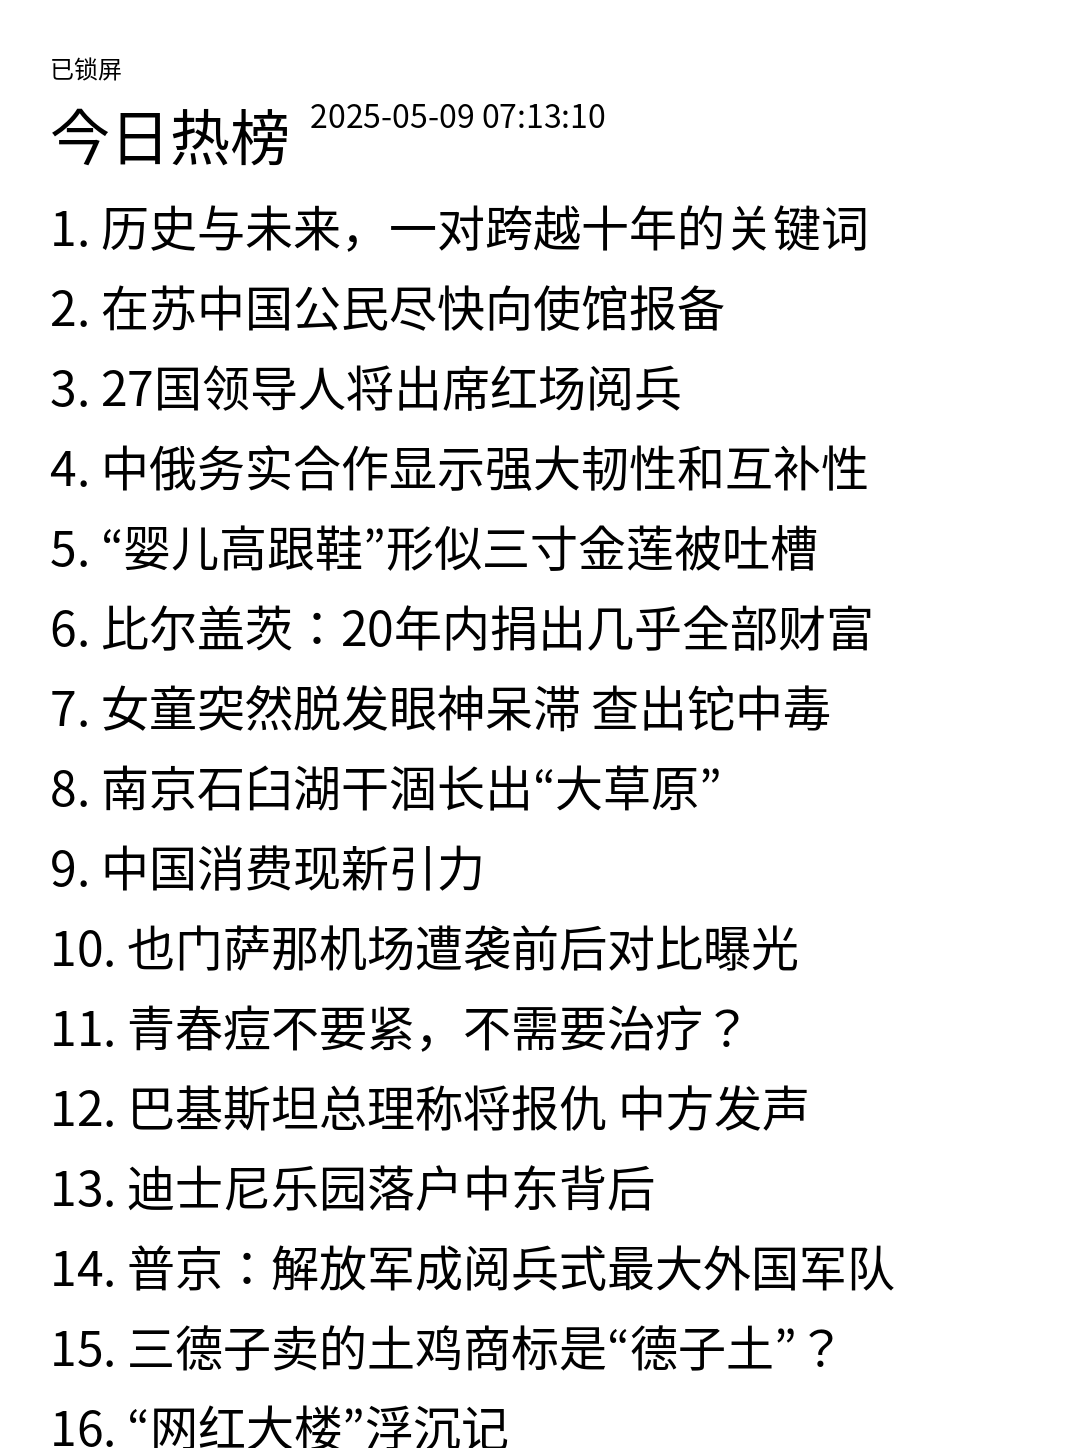 已锁屏
今日热榜 2025-05-09 07:13:10
1. 历史与未来，一对跨越十年的关键词
2. 在苏中国公民尽快向使馆报备
3. 27国领导人将出席红场阅兵
4. 中俄务实合作显示强大韧性和互补性
5. “婴儿高跟鞋”形似三寸金莲被吐槽
6. 比尔盖茨：20年内捐出几乎全部财富
7. 女童突然脱发眼神呆滞 查出铊中毒
8. 南京石臼湖干涸长出“大草原”
9. 中国消费现新引力
10. 也门萨那机场遭袭前后对比曝光
11. 青春痘不要紧，不需要治疗？
12. 巴基斯坦总理称将报仇 中方发声
13. 迪士尼乐园落户中东背后
14. 普京：解放军成阅兵式最大外国军队
15. 三德子卖的土鸡商标是“德子土”？
16. “网红大楼”浮沉记